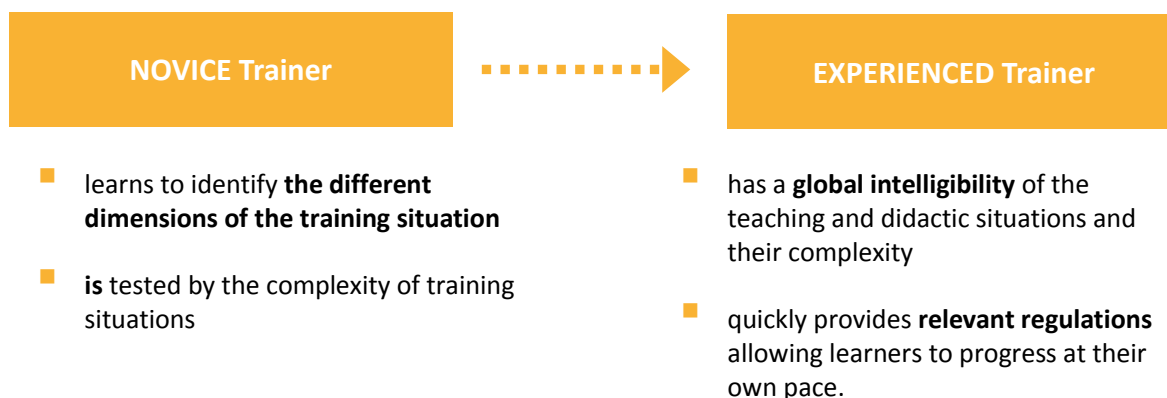 NOVICE Trainer
EXPERIENCED Trainer
learns to identify the different
dimensions of the training situation
is tested by the complexity of training
situations
has a global intelligibility of the
teaching and didactic situations and
their complexity
quickly provides relevant regulations
allowing learners to progress at their
own pace.